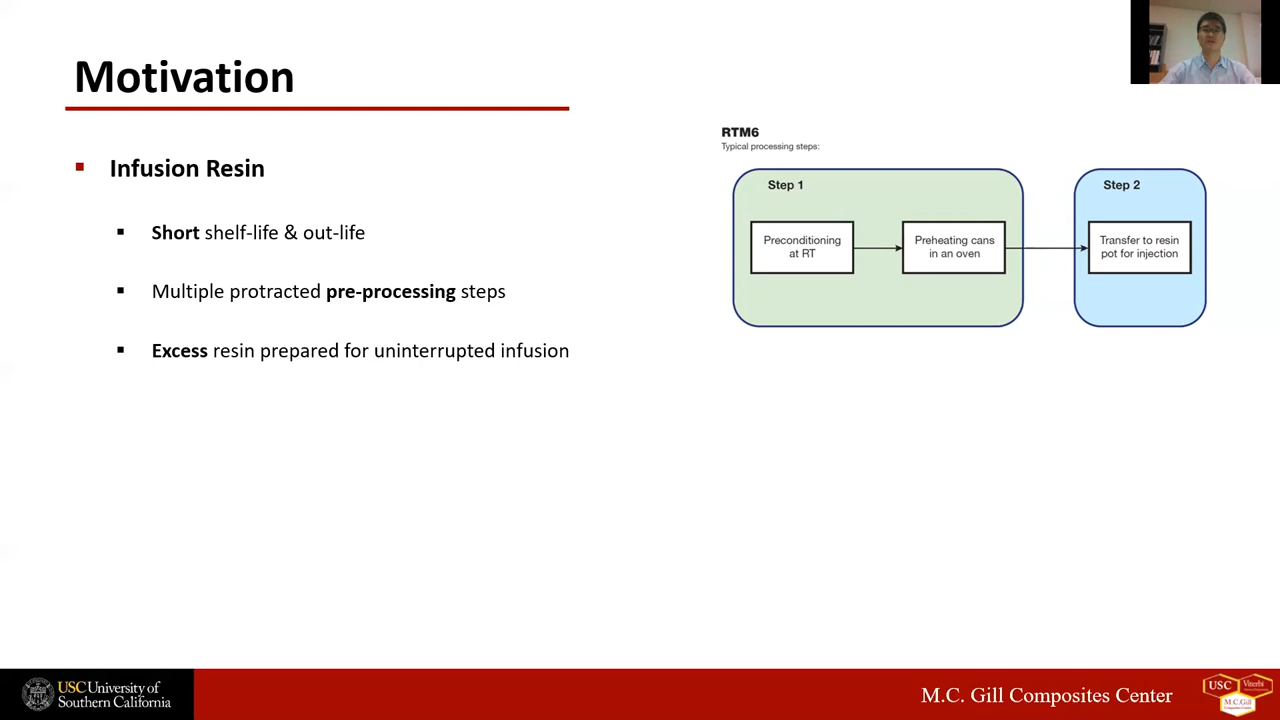 Motivation
Infusion Resin
Short shelf-life & out-life
Multiple protracted pre-processing steps
Excess resin prepared for uninterrupted infusion
RTM6
Typical processing steps:
Step 1
Preconditioning
at RT
Preheating cans
in an oven
Step 2
Transfer to resin
pot for injection
USC University of
Southern California
M.C. Gill Composites Center
USC
Viterbi
M.C.Gill